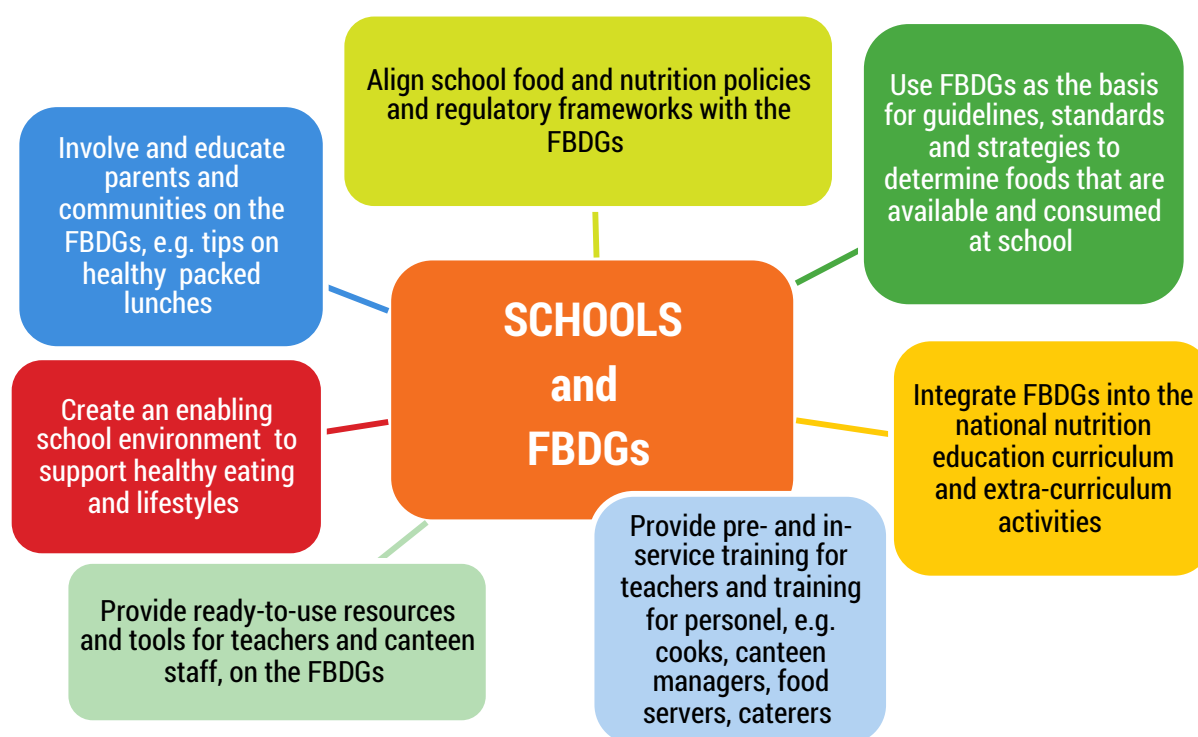 Align school food and nutrition policies
and regulatory frameworks with the
FBDGs
Use FBDGs as the basis
for guidelines, standards
and strategies to
determine foods that are
available and consumed
at school
Involve and educate
parents and
communities on the
FBDGs, e.g. tips on
healthy packed
lunches
SCHOOLS
and
FBDGs
Create an enabling
school environment to
support healthy eating
and lifestyles
Integrate FBDGs into the
national nutrition
education curriculum
and extra-curriculum
activities
Provide ready-to-use resources
and tools for teachers and canteen
staff, on the FBDGs
Provide pre- and in-
service training for
teachers and training
for personel, e.g.
cooks, canteen
managers, food
servers, caterers